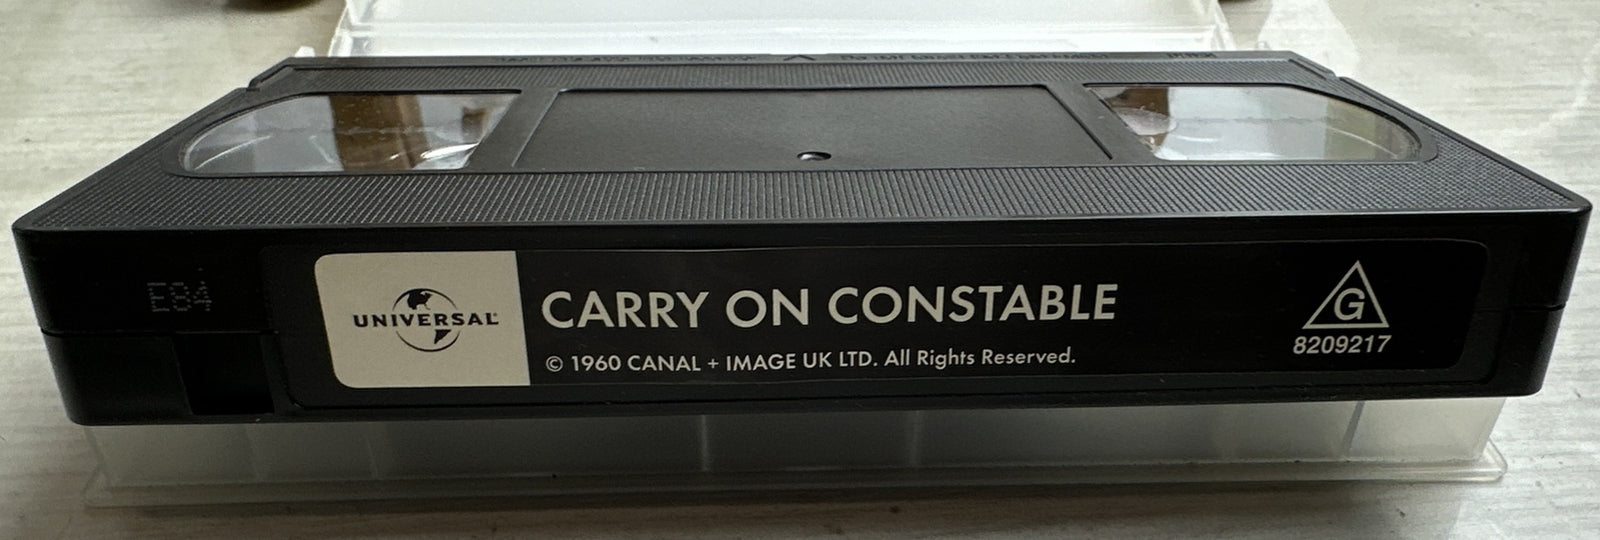 E84
UNIVERSAL
CARRY ON CONSTABLE
© 1960 CANAL + IMAGE UK LTD. All Rights Reserved.
G
8209217